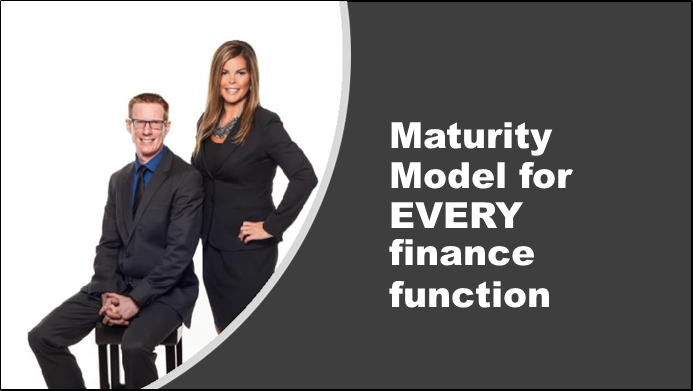 Maturity
Model for
EVERY
finance
function